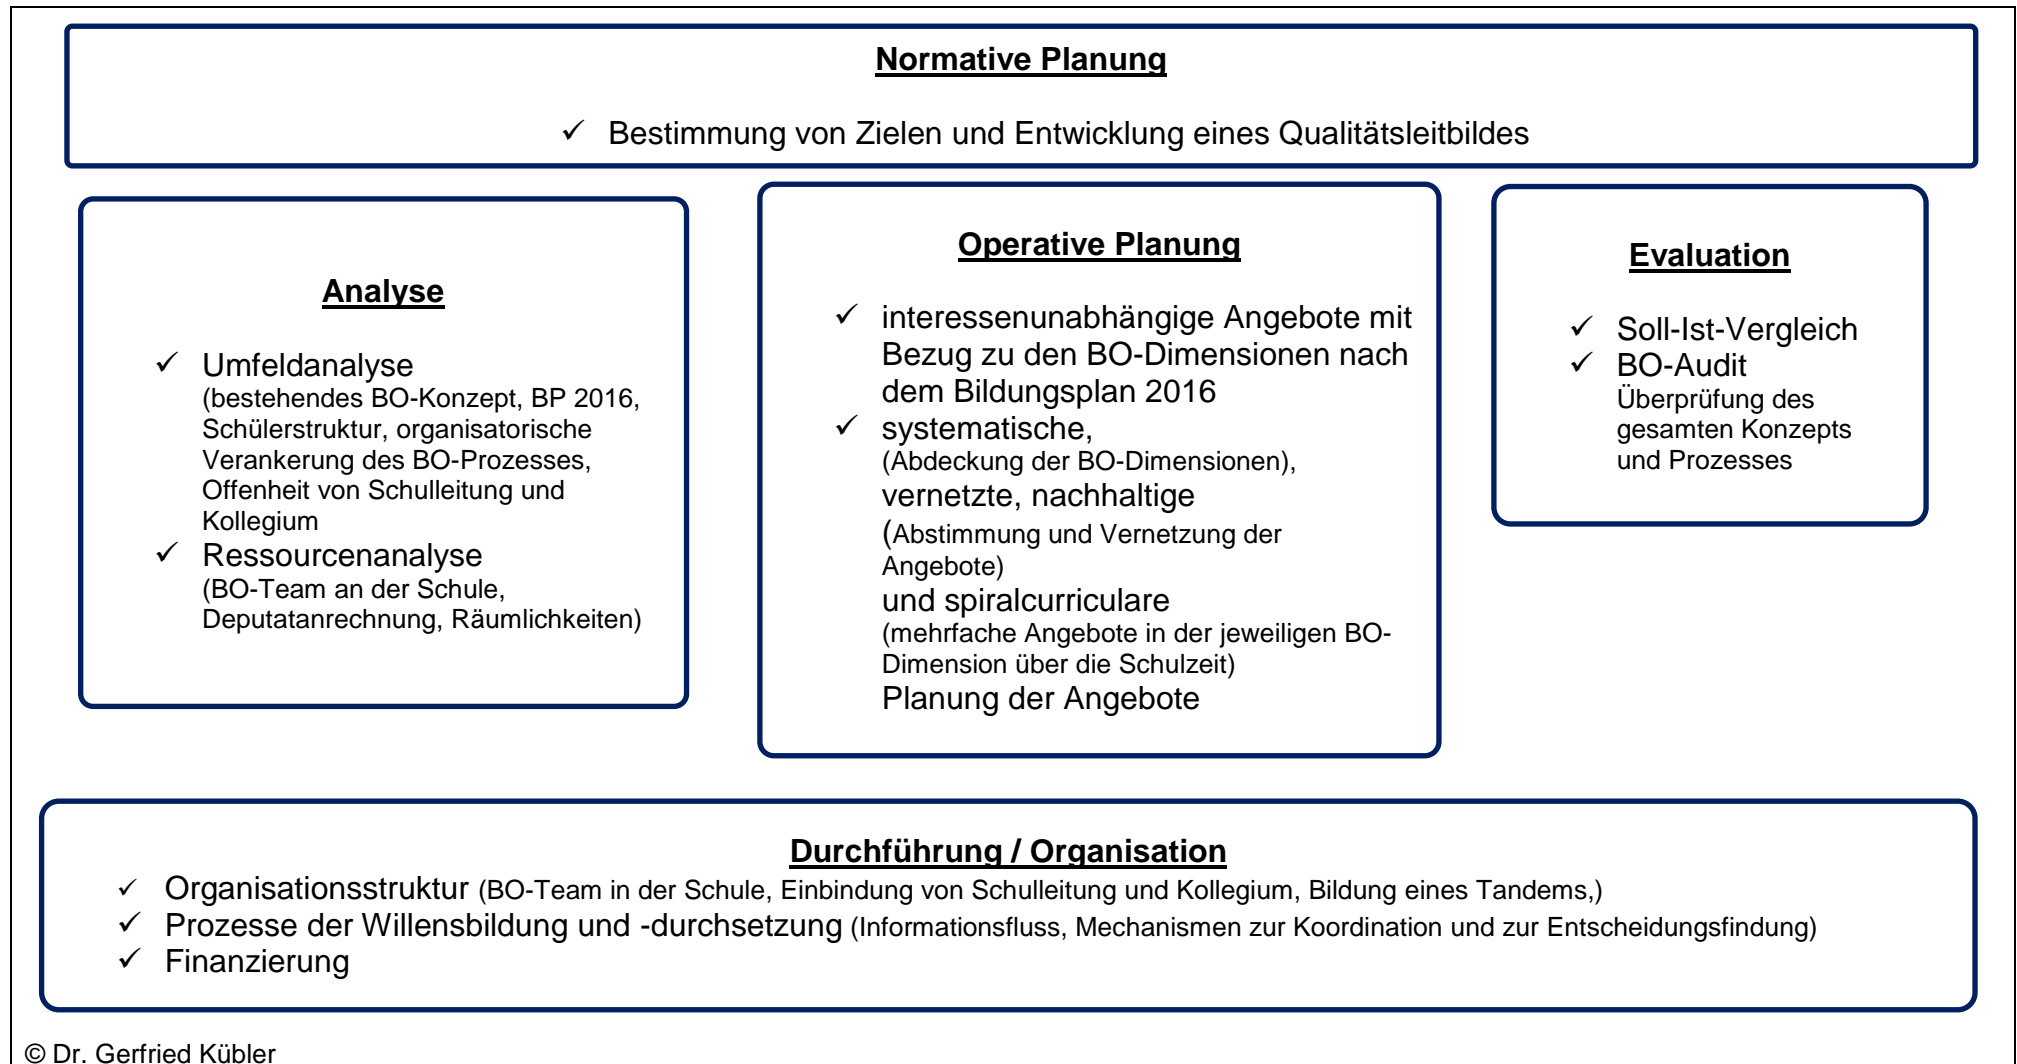 Normative Planung
✓ Bestimmung von Zielen und Entwicklung eines Qualitätsleitbildes
Analyse
✓ Umfeldanalyse
(bestehendes BO-Konzept, BP 2016,
Schülerstruktur, organisatorische
Verankerung des BO-Prozesses,
Offenheit von Schulleitung und
Kollegium
✓ Ressourcenanalyse
(BO-Team an der Schule,
Deputatanrechnung, Räumlichkeiten)
Operative Planung
✓ interessenunabhängige Angebote mit
Bezug zu den BO-Dimensionen nach
dem Bildungsplan 2016
✓ systematische,
(Abdeckung der BO-Dimensionen),
vernetzte, nachhaltige
(Abstimmung und Vernetzung der
Angebote)
und spiralcurriculare
(mehrfache Angebote in der jeweiligen BO-
Dimension über die Schulzeit)
Planung der Angebote
Evaluation
✓ Soll-Ist-Vergleich
✓ BO-Audit
Überprüfung des
gesamten Konzepts
und Prozesses
Durchführung / Organisation
✓ Organisationsstruktur (BO-Team in der Schule, Einbindung von Schulleitung und Kollegium, Bildung eines Tandems,)
✓ Prozesse der Willensbildung und -durchsetzung (Informationsfluss, Mechanismen zur Koordination und zur Entscheidungsfindung)
✓ Finanzierung
© Dr. Gerfried Kübler